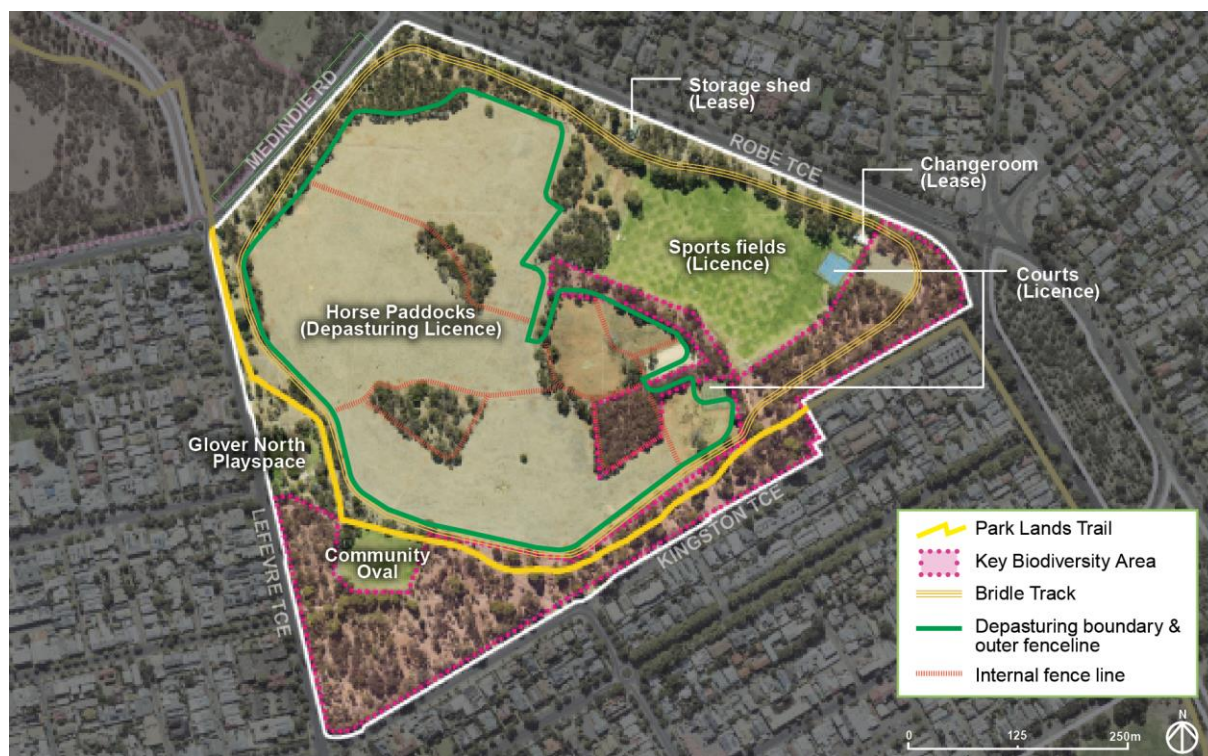 MEDINDIE RD
Storage shed
(Lease)
ROBE TCE
Changeroom
(Lease)
Sports fields
(Licence)
Courts
(Licence)
Horse Paddocks
(Depasturing Licence)
Glover North
Playspace
LEFEVRE TCE
Community
Oval
KINGSTON TCE
Park Lands Trail
Key Biodiversity Area
Bridle Track
Depasturing boundary &
outer fenceline
Internal fence line
N
0 125 250m